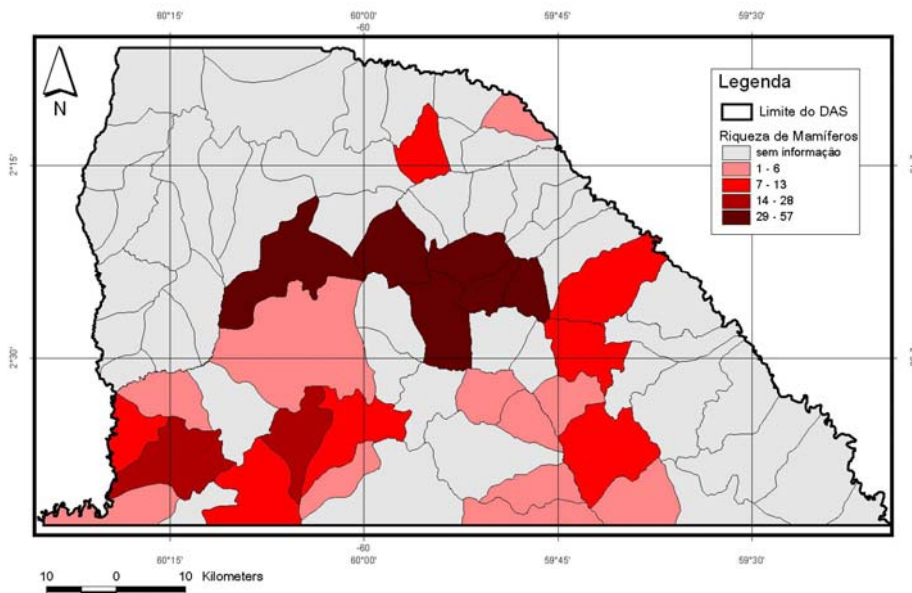 60°15' 60°00' 59°45' 59°30'
-60
N
Legenda
Limite do DAS
Riqueza de Mamíferos
sem informação
1 - 6
7 - 13
14 - 28
29 - 57
2°15'
2°30'
-60
60°15' 60°00' 59°45' 59°30'
10 0 10 Kilometers